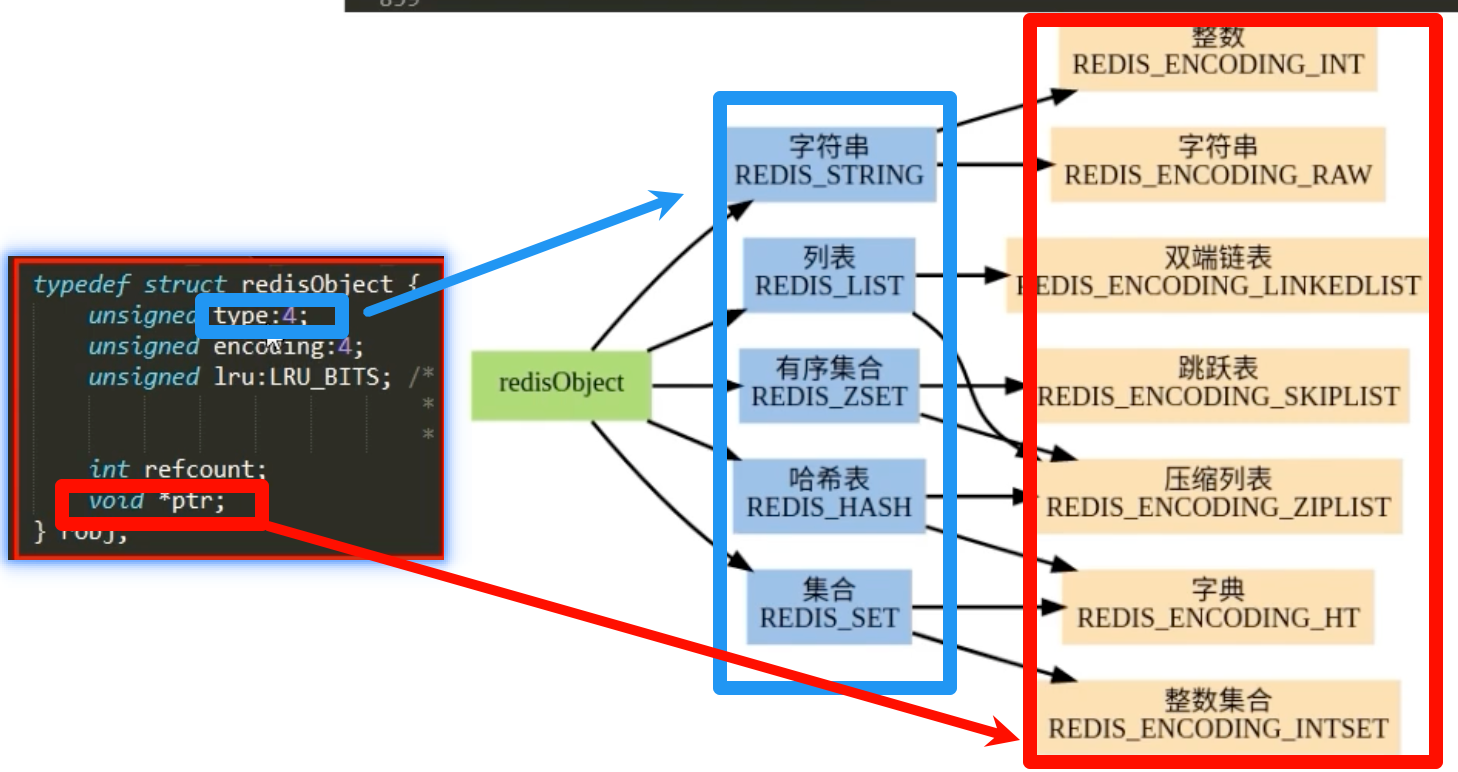 typedef struct redisObject {
unsigned type:4;
unsigned encoding:4;
unsigned lru:LRU_BITS; /*
*
*
int refcount;
void *ptr;
} robj;
redisObject
字符串
REDIS_STRING
列表
REDIS_LIST
有序集合
REDIS_ZSET
哈希表
REDIS_HASH
集合
REDIS_SET
整数
REDIS_ENCODING_INT
字符串
REDIS_ENCODING_RAW
双端链表
REDIS_ENCODING_LINKEDLIST
跳跃表
REDIS_ENCODING_SKIPLIST
压缩列表
REDIS_ENCODING_ZIPLIST
字典
REDIS_ENCODING_HT
整数集合
REDIS_ENCODING_INTSET